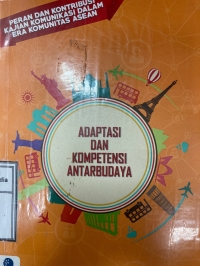 PERAN DAN KONTRIBUSI
KAJIAN KOMUNIKASI DALAM
ERA KOMUNITAS ASEAN
ADAPTASI
DAN
KOMPETENSI
ANTARBUDAYA